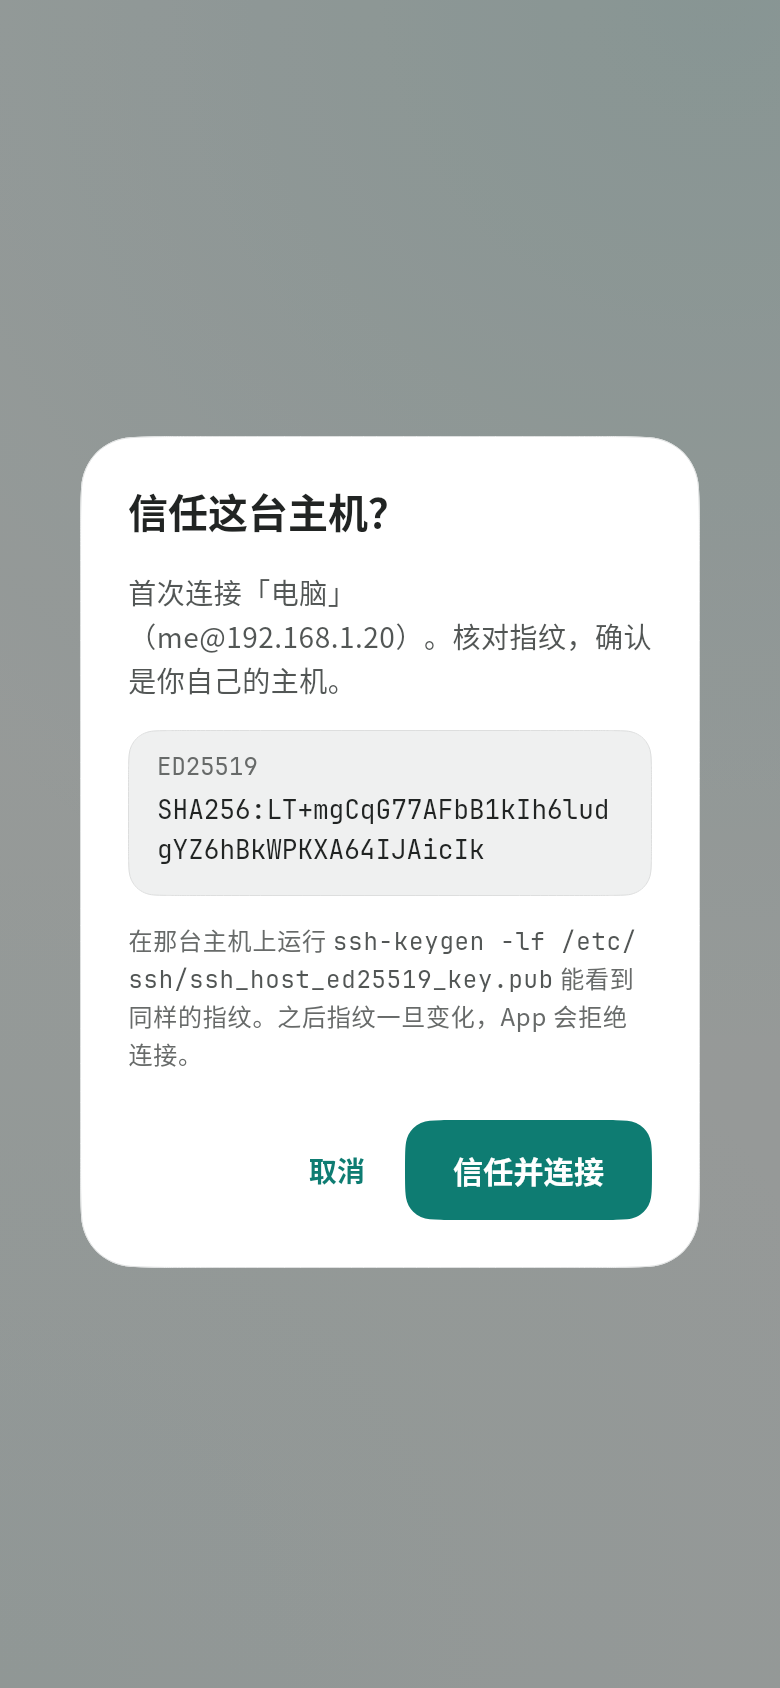 信任这台主机？
首次连接「电脑」
（me@192.168.1.20）。核对指纹，确认
是你自己的主机。
ED25519
SHA256:LT+mgCqG77AFbB1kIh6lud
gYZ6hBkWPKXA64IJAicIk
在那台主机上运行 ssh-keygen -lf /etc/
ssh/ssh_host_ed25519_key.pub 能看到
同样的指纹。之后指纹一旦变化，App 会拒绝
连接。
取消
信任并连接